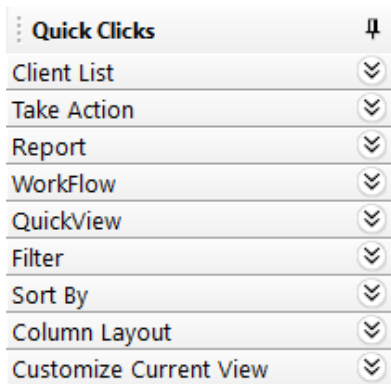 Quick Clicks
Client List
Take Action
Report
WorkFlow
QuickView
Filter
Sort By
Column Layout
Customize Current View